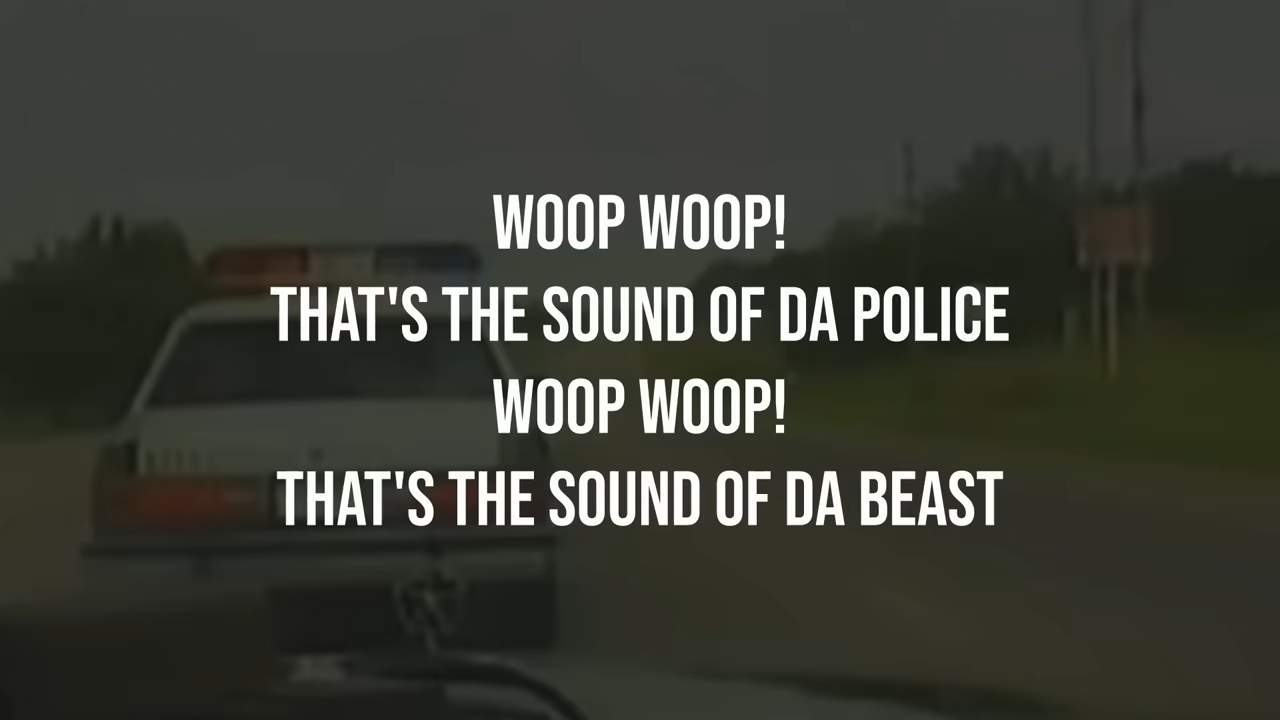 WOOP WOOP!
THAT'S THE SOUND OF DA POLICE
WOOP WOOP!
THAT'S THE SOUND OF DA BEAST